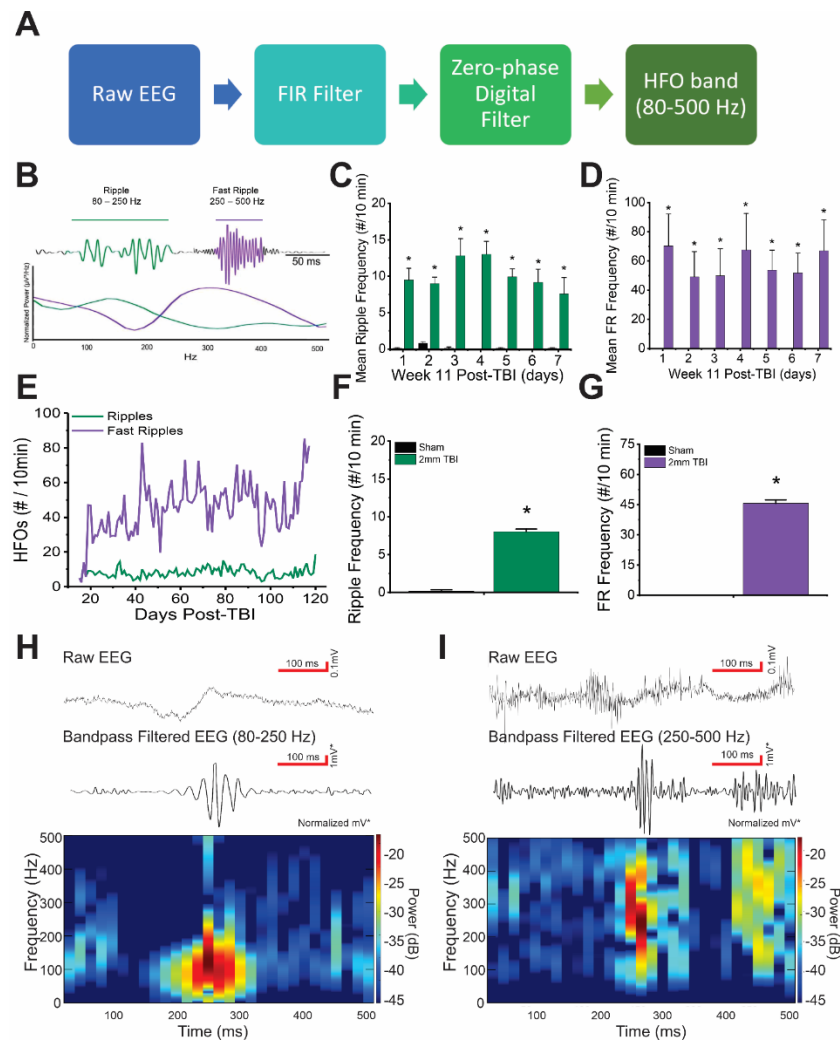 A
Raw EEG
FIR Filter
Zero-phase
Digital
Filter
HFO band
(80-500 Hz)
B
Ripple
80 – 250 Hz
Fast Ripple
250 – 500 Hz
50 ms
Normalized Power (µV²/Hz)
0
100
200
300
400
500
Hz
C
Mean Ripple Frequency (#/10 min)
20
15
10
5
0
* * * * * * *
1 2 3 4 5 6 7
Week 11 Post-TBI (days)
D
Mean FR Frequency (#/10 min)
100
80
60
40
20
0
* * * * * * *
1 2 3 4 5 6 7
Week 11 Post-TBI (days)
E
Ripples
Fast Ripples
HFOs (# / 10min)
100
80
60
40
20
0
20 40 60 80 100 120
Days Post-TBI
F
Sham
2mm TBI
Ripple Frequency (#/10 min)
20
15
10
5
0
*
G
Sham
2mm TBI
FR Frequency (#/10 min)
75
60
45
30
15
0
*
H
Raw EEG
100 ms
0.1mV
Bandpass Filtered EEG (80-250 Hz)
100 ms
1mV*
Normalized mV*
Frequency (Hz)
500
400
300
200
100
0
100 200 300 400 500
Time (ms)
-20
-25
-30
-35
-40
-45
Power (dB)
I
Raw EEG
100 ms
0.1mV
Bandpass Filtered EEG (250-500 Hz)
100 ms
1mV*
Normalized mV*
Frequency (Hz)
500
400
300
200
100
0
100 200 300 400 500
Time (ms)
-20
-25
-30
-35
-40
-45
Power (dB)